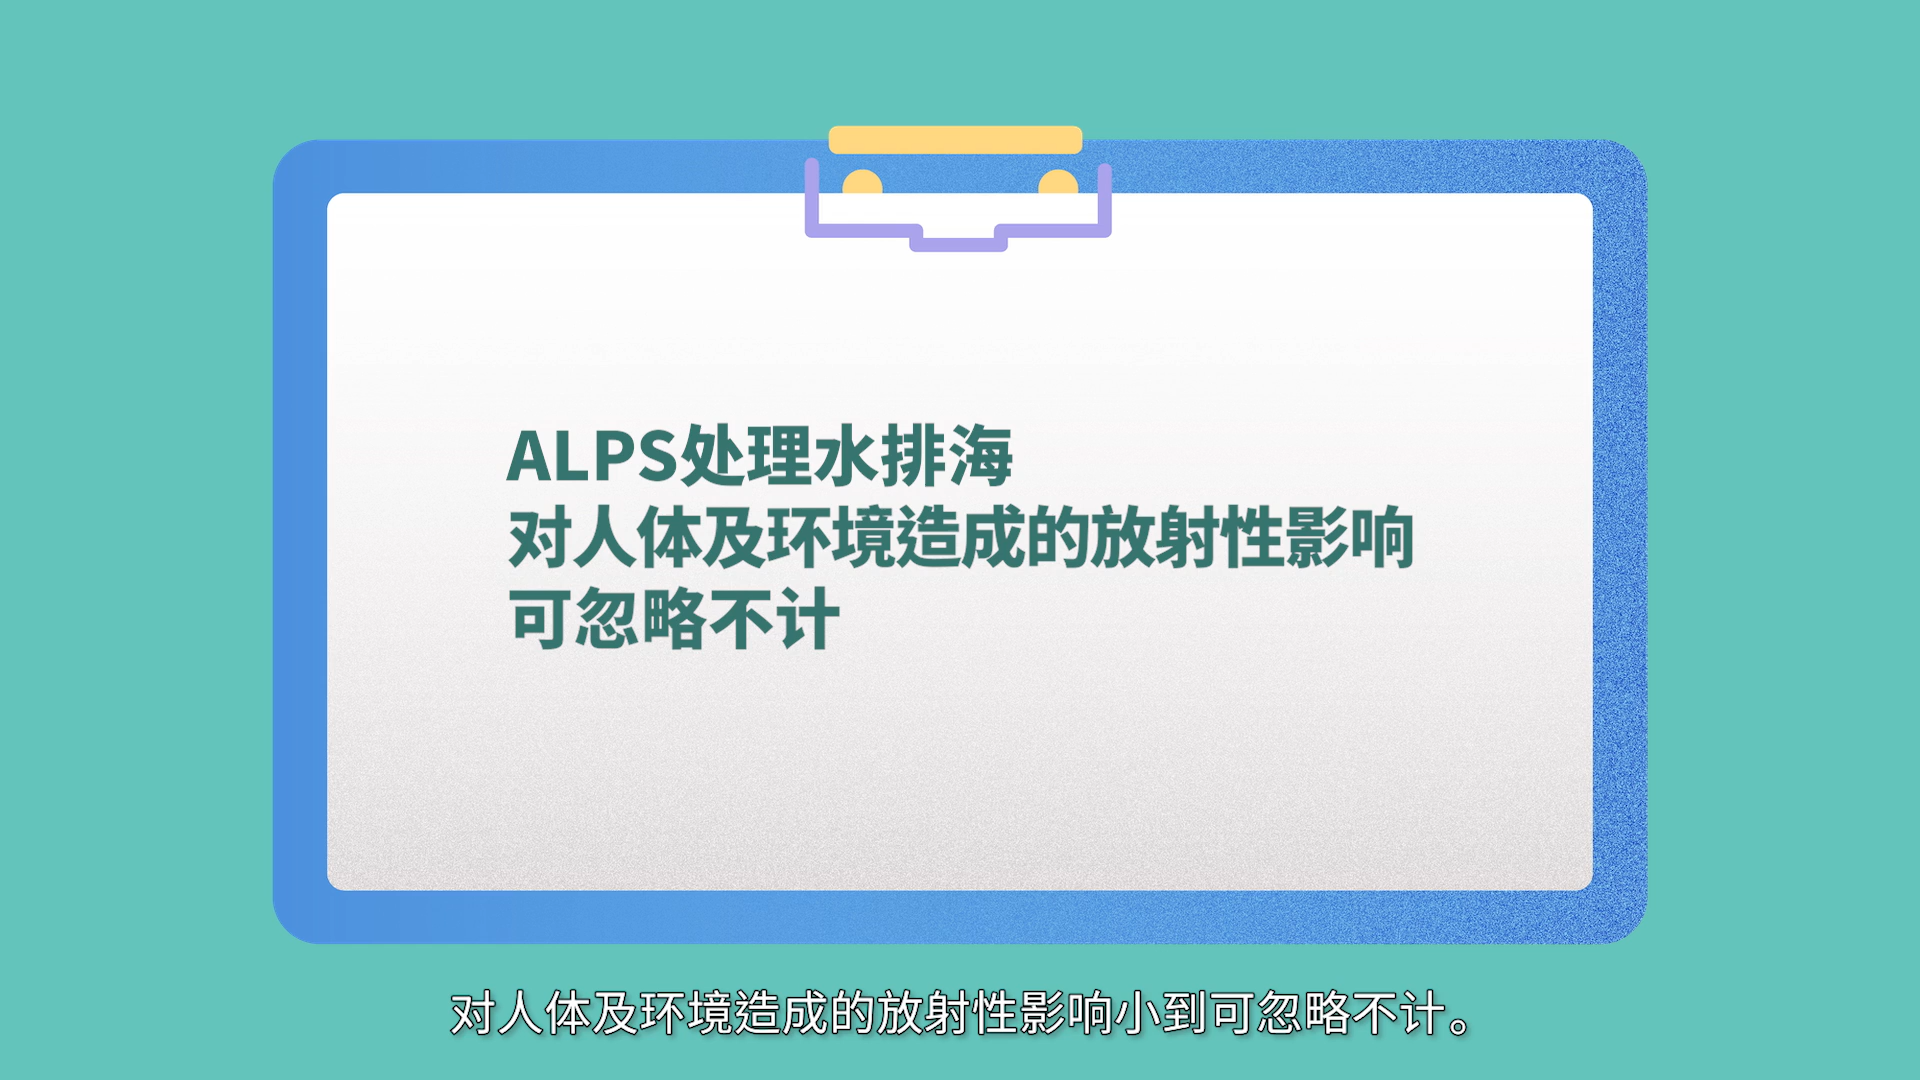 ALPS处理水排海
对人体及环境造成的放射性影响
可忽略不计
对人体及环境造成的放射性影响小到可忽略不计。